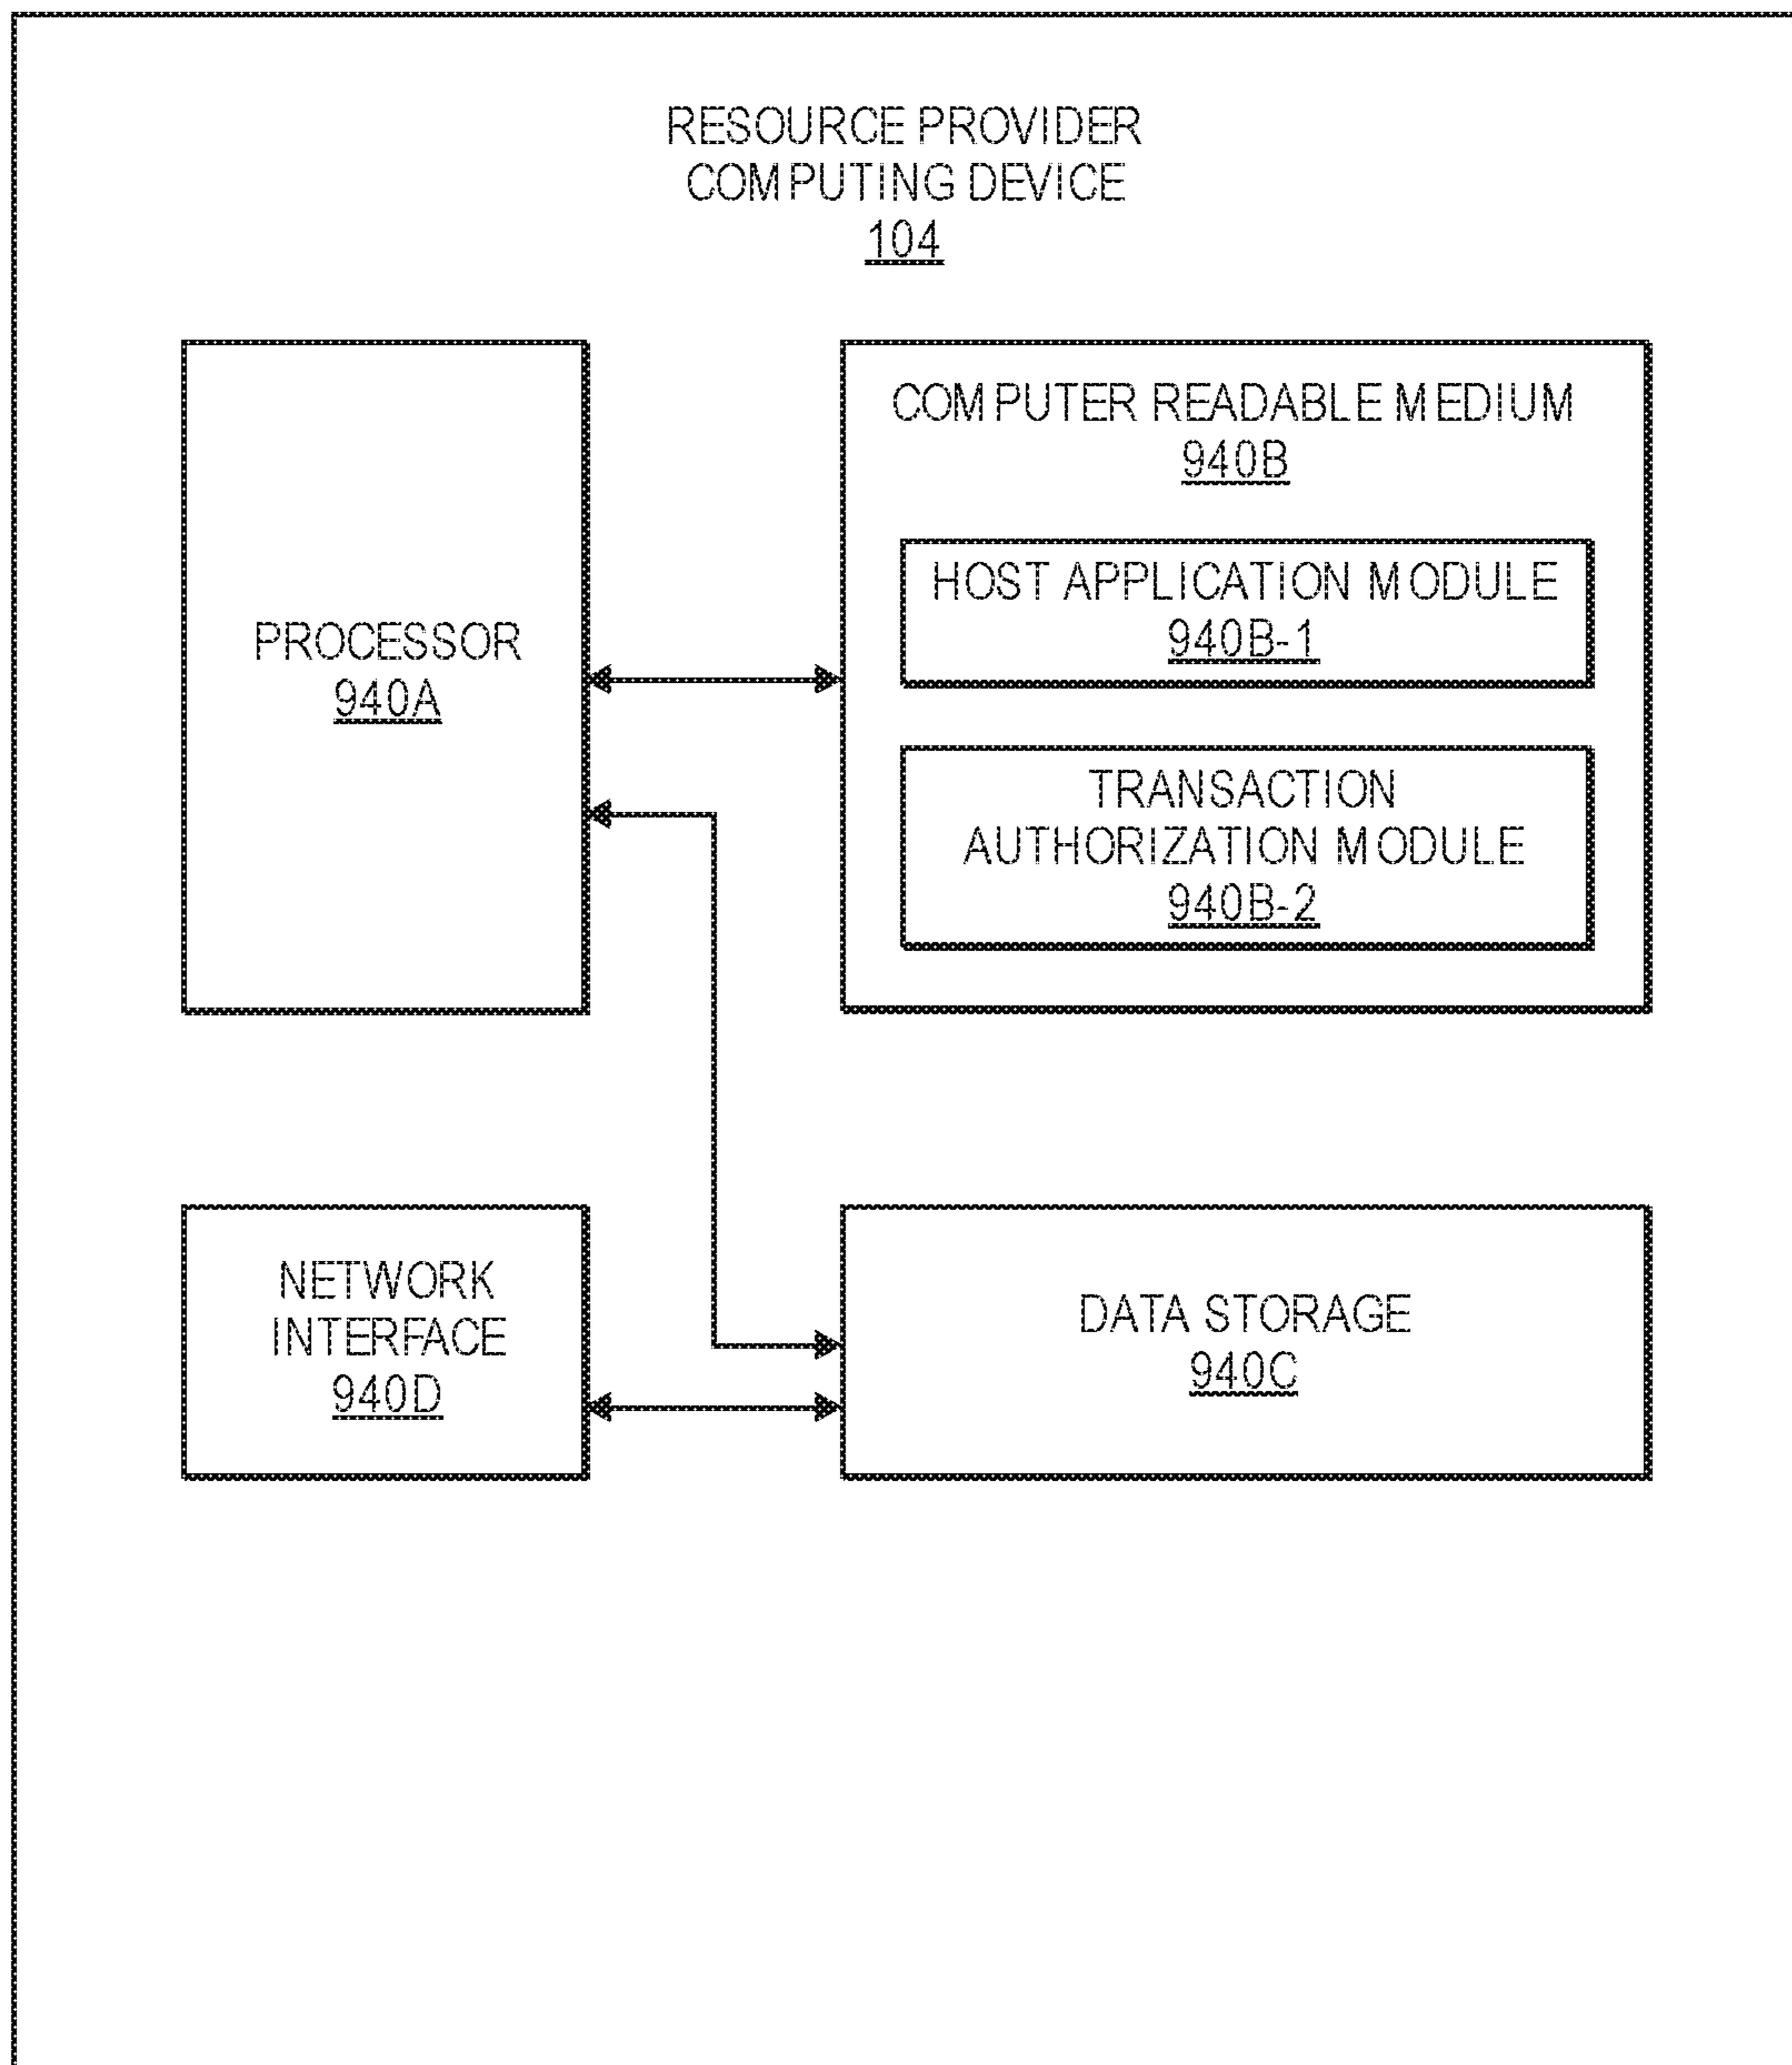 RESOURCE PROVIDER
COMPUTING DEVICE
104
PROCESSOR
940A
COMPUTER READABLE MEDIUM
940B
HOST APPLICATION MODULE
940B-1
TRANSACTION
AUTHORIZATION MODULE
940B-2
NETWORK
INTERFACE
940D
DATA STORAGE
940C